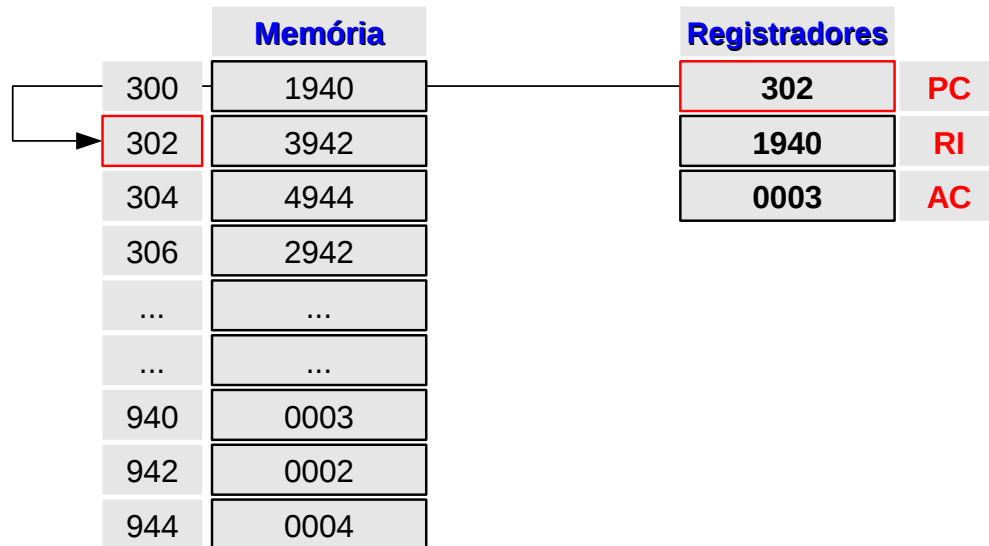 Memória Registradores
300 1940 302 PC
302 3942 1940 RI
304 4944 0003 AC
306 2942
... ...
... ...
940 0003
942 0002
944 0004